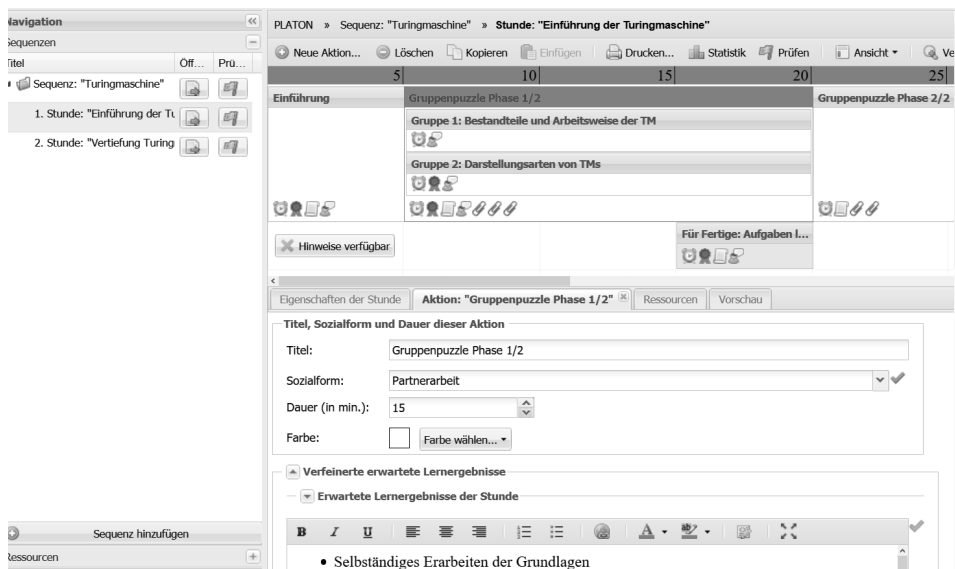 Navigation
Sequenzen
Titel Öff... Prü...
Sequenz: "Turingmaschine"
1. Stunde: "Einführung der Tu
2. Stunde: "Vertiefung Turing
Sequenz hinzufügen
Ressourcen
PLATON » Sequenz: "Turingmaschine" » Stunde: "Einführung der Turingmaschine"
Neue Aktion... Löschen Kopieren Einfügen Drucken... Statistik Prüfen Ansicht Ve
5 10 15 20 25
Einführung Gruppenpuzzle Phase 1/2 Gruppenpuzzle Phase 2/2
Gruppe 1: Bestandteile und Arbeitsweise der TM
Gruppe 2: Darstellungsarten von TMs
Hinweise verfügbar
Für Fertige: Aufgaben l...
Eigenschaften der Stunde Aktion: "Gruppenpuzzle Phase 1/2" Ressourcen Vorschau
Titel, Sozialform und Dauer dieser Aktion
Titel: Gruppenpuzzle Phase 1/2
Sozialform: Partnerarbeit
Dauer (in min.): 15
Farbe: Farbe wählen...
Verfeinerte erwartete Lernergebnisse
Erwartete Lernergebnisse der Stunde
B I U A ab
• Selbständiges Erarbeiten der Grundlagen